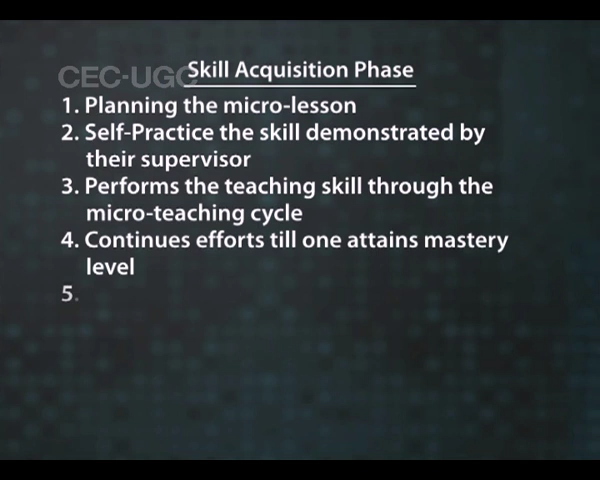 CEC-UGC
Skill Acquisition Phase
1. Planning the micro-lesson
2. Self-Practice the skill demonstrated by
their supervisor
3. Performs the teaching skill through the
micro-teaching cycle
4. Continues efforts till one attains mastery
level
5.